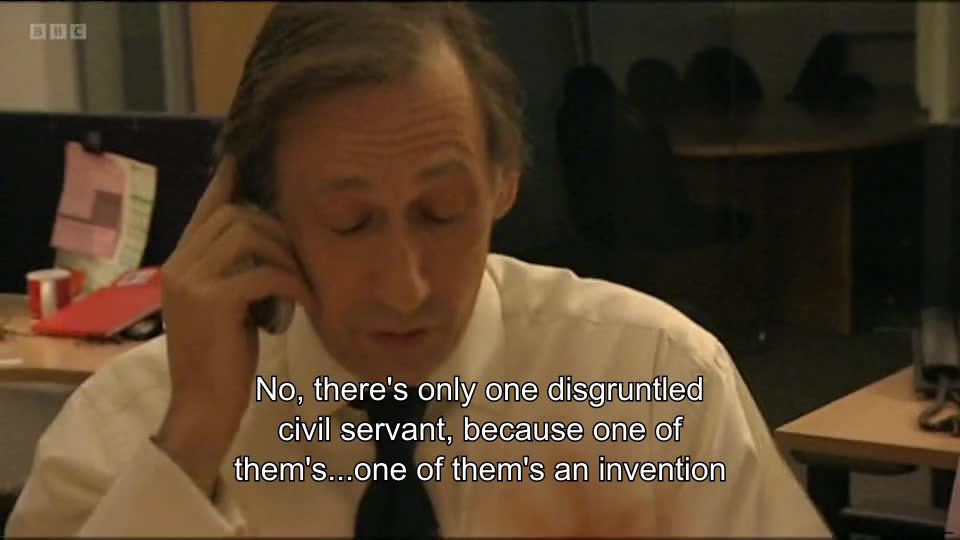 BBC
No, there's only one disgruntled
civil servant, because one of
them's...one of them's an invention